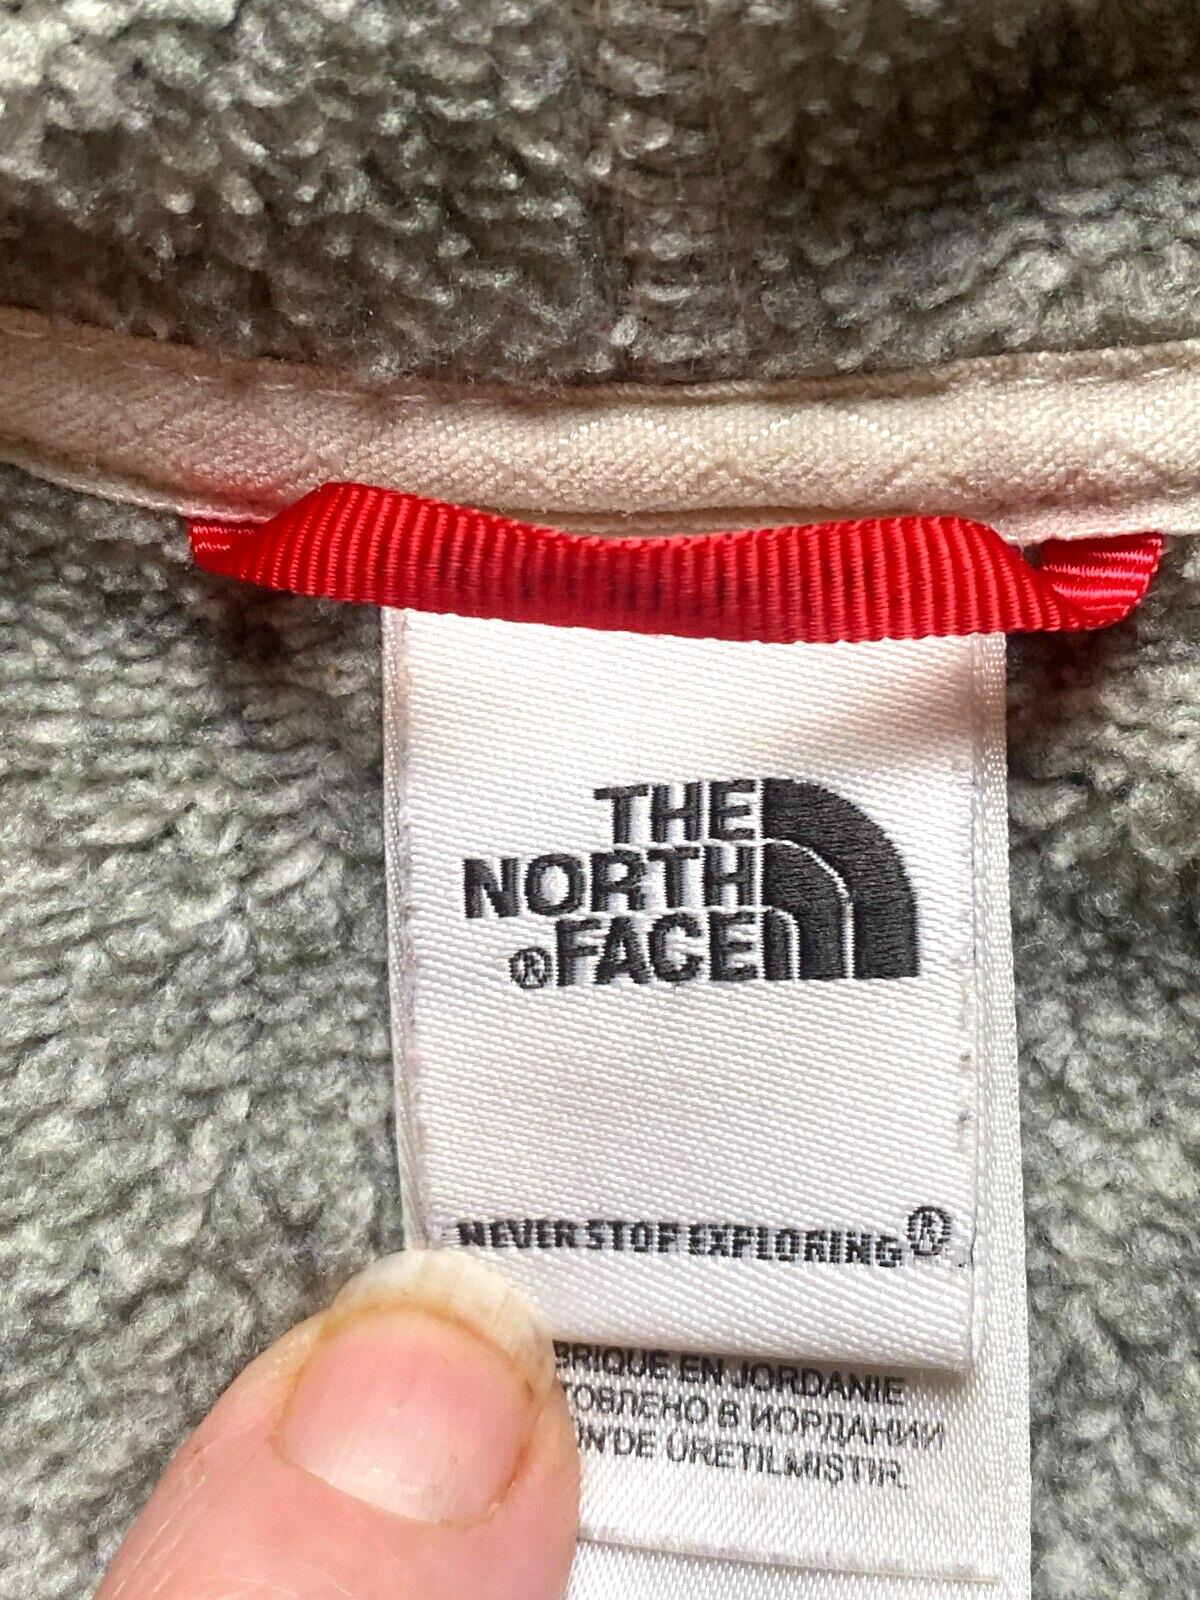 THE
NORTH
®FACE
NEVER STOP EXPLORING®
BRIQUE EN JORDANIE
ТОВЛЕНО В ИОРДАНИИ
N'DE ÜRETILMIŞTIR.